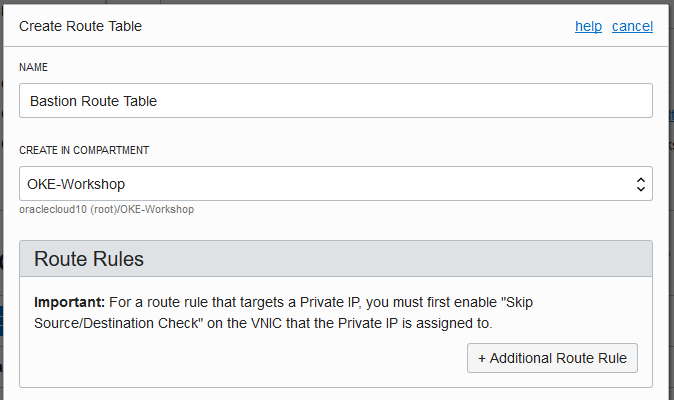 Create Route Table
help cancel
NAME
Bastion Route Table
CREATE IN COMPARTMENT
OKE-Workshop
oraclecloud10 (root)/OKE-Workshop
Route Rules
Important: For a route rule that targets a Private IP, you must first enable "Skip
Source/Destination Check" on the VNIC that the Private IP is assigned to.
+ Additional Route Rule